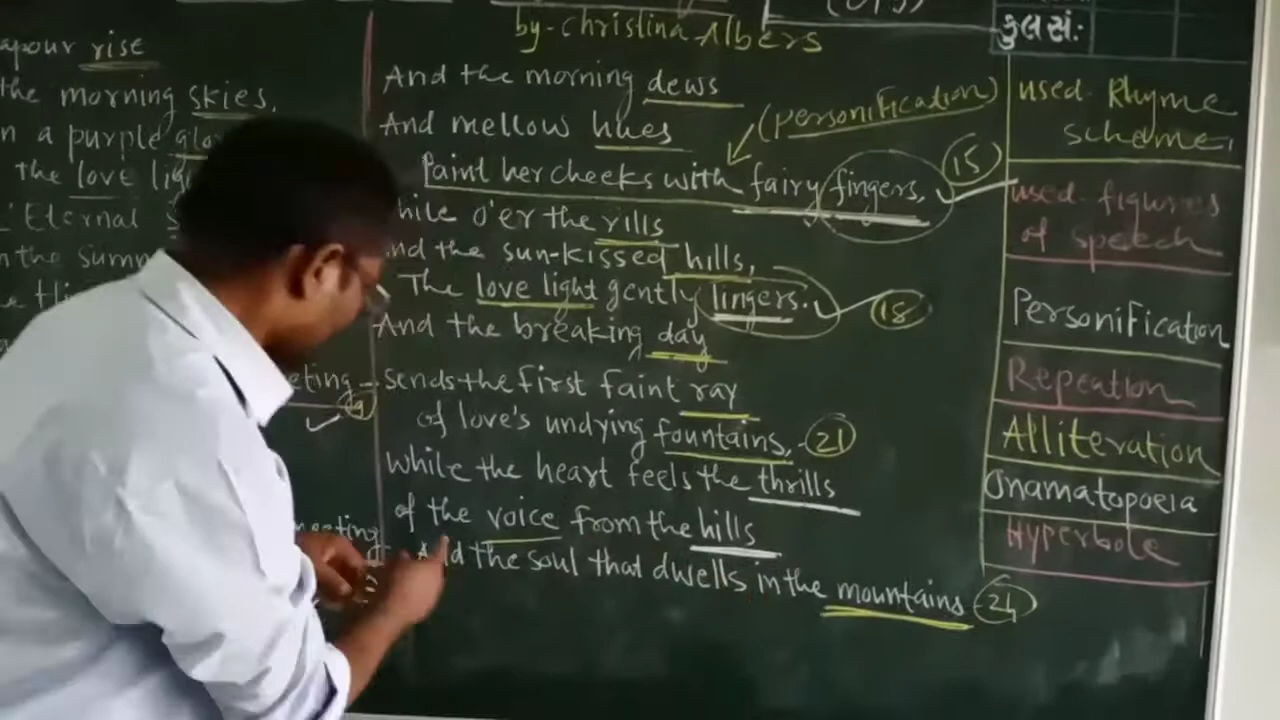 by- Christina Albers
કુલ સં:
apour rise
the morning skies,
n a purple
the love
Eternal
n the
eting - 9
meeting
And the morning dews
And mellow hues (personification)
Paint her cheeks with fairy fingers. 15
hile o'er the rills
nd the sun-kissed hills,
The love light gently lingers. 18
And the breaking day
Sends the first faint ray
of love's undying fountains, - 21
while the heart feels the thrills
of the voice from the hills
And the soul that dwells in the mountains 24
used Rhyme
scheme,
used figures
of speech
Personification
Repeation
Alliteration
Onamatopoeia
Hyperbole